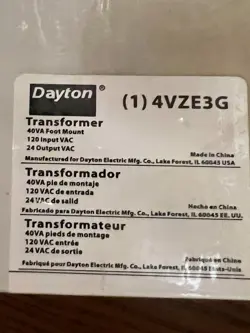 Dayton® (1) 4VZE3G
Transformer
40VA Foot Mount
120 Input VAC
24 Output VAC
Made in China
Manufactured for Dayton Electric Mfg. Co., Lake Forest, IL 60045 USA
Transformador
40VA pie de montaje
120 VAC de entrada
24 VAC de salid
Hecho en China
Fabricado para Dayton Electric Mfg. Co., Lake Forest, IL 60045 EE. UU.
Transformateur
40VA pieds de montage
120 VAC entrée
24 VAC de sortie
Fabriqué en China
Fabriqué pour Dayton Electric Mfg. Co., Lake Forest, IL 60045 Etats-Unis